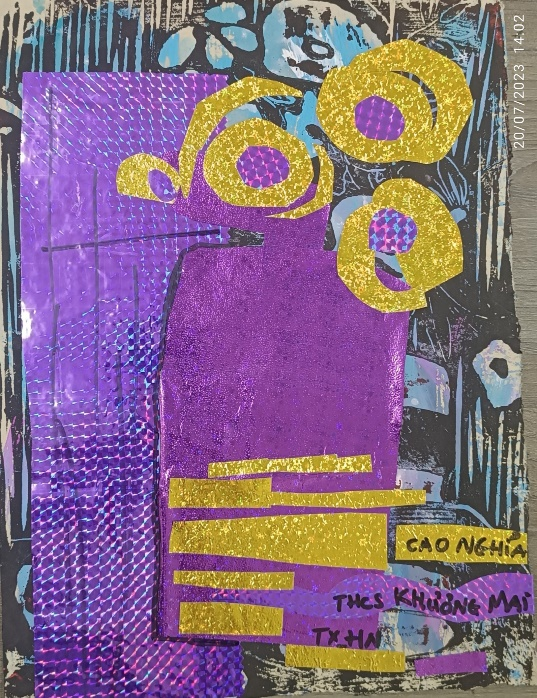 20/07/2023 14:02
CAO NGHĨA
THCS KHƯƠNG MAI
TX.HN